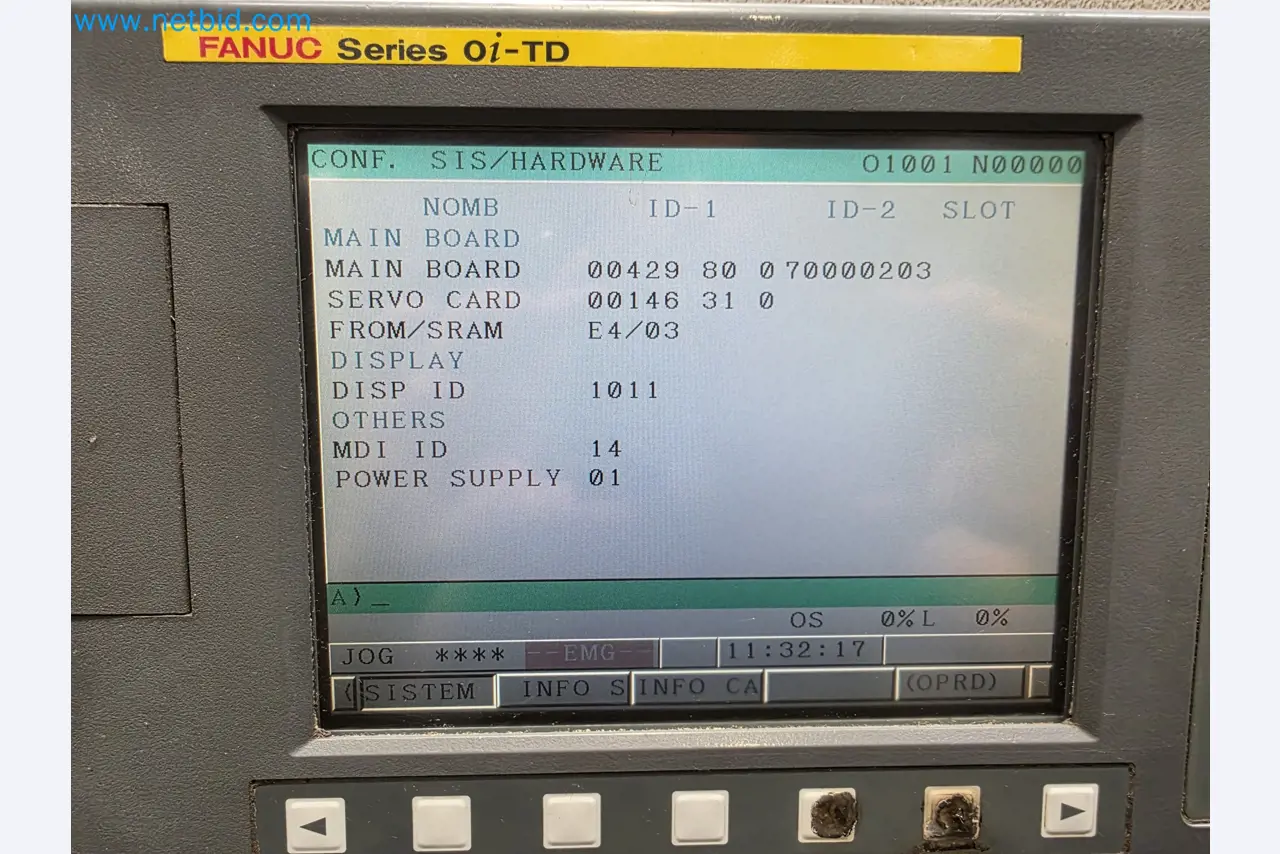 www.netbid.com
FANUC Series 0i-TD
CONF. SIS/HARDWARE O1001 N00000
NOMB ID-1 ID-2 SLOT
MAIN BOARD
MAIN BOARD 00429 80 0 70000203
SERVO CARD 00146 31 0
FROM/SRAM E4/03
DISPLAY
DISP ID 1011
OTHERS
MDI ID 14
POWER SUPPLY 01
A)_
OS 0% L 0%
JOG **** --EMG-- 11:32:17
(SISTEM INFO S INFO CA (OPRD)